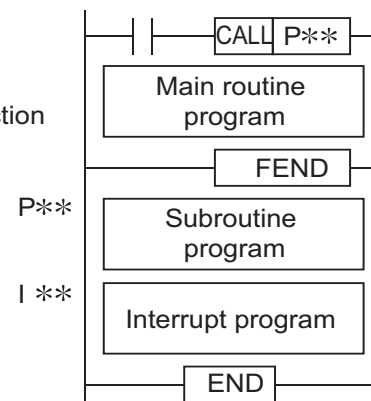 CALL P**
Main routine
program
FEND
P**
Subroutine
program
I **
Interrupt program
END